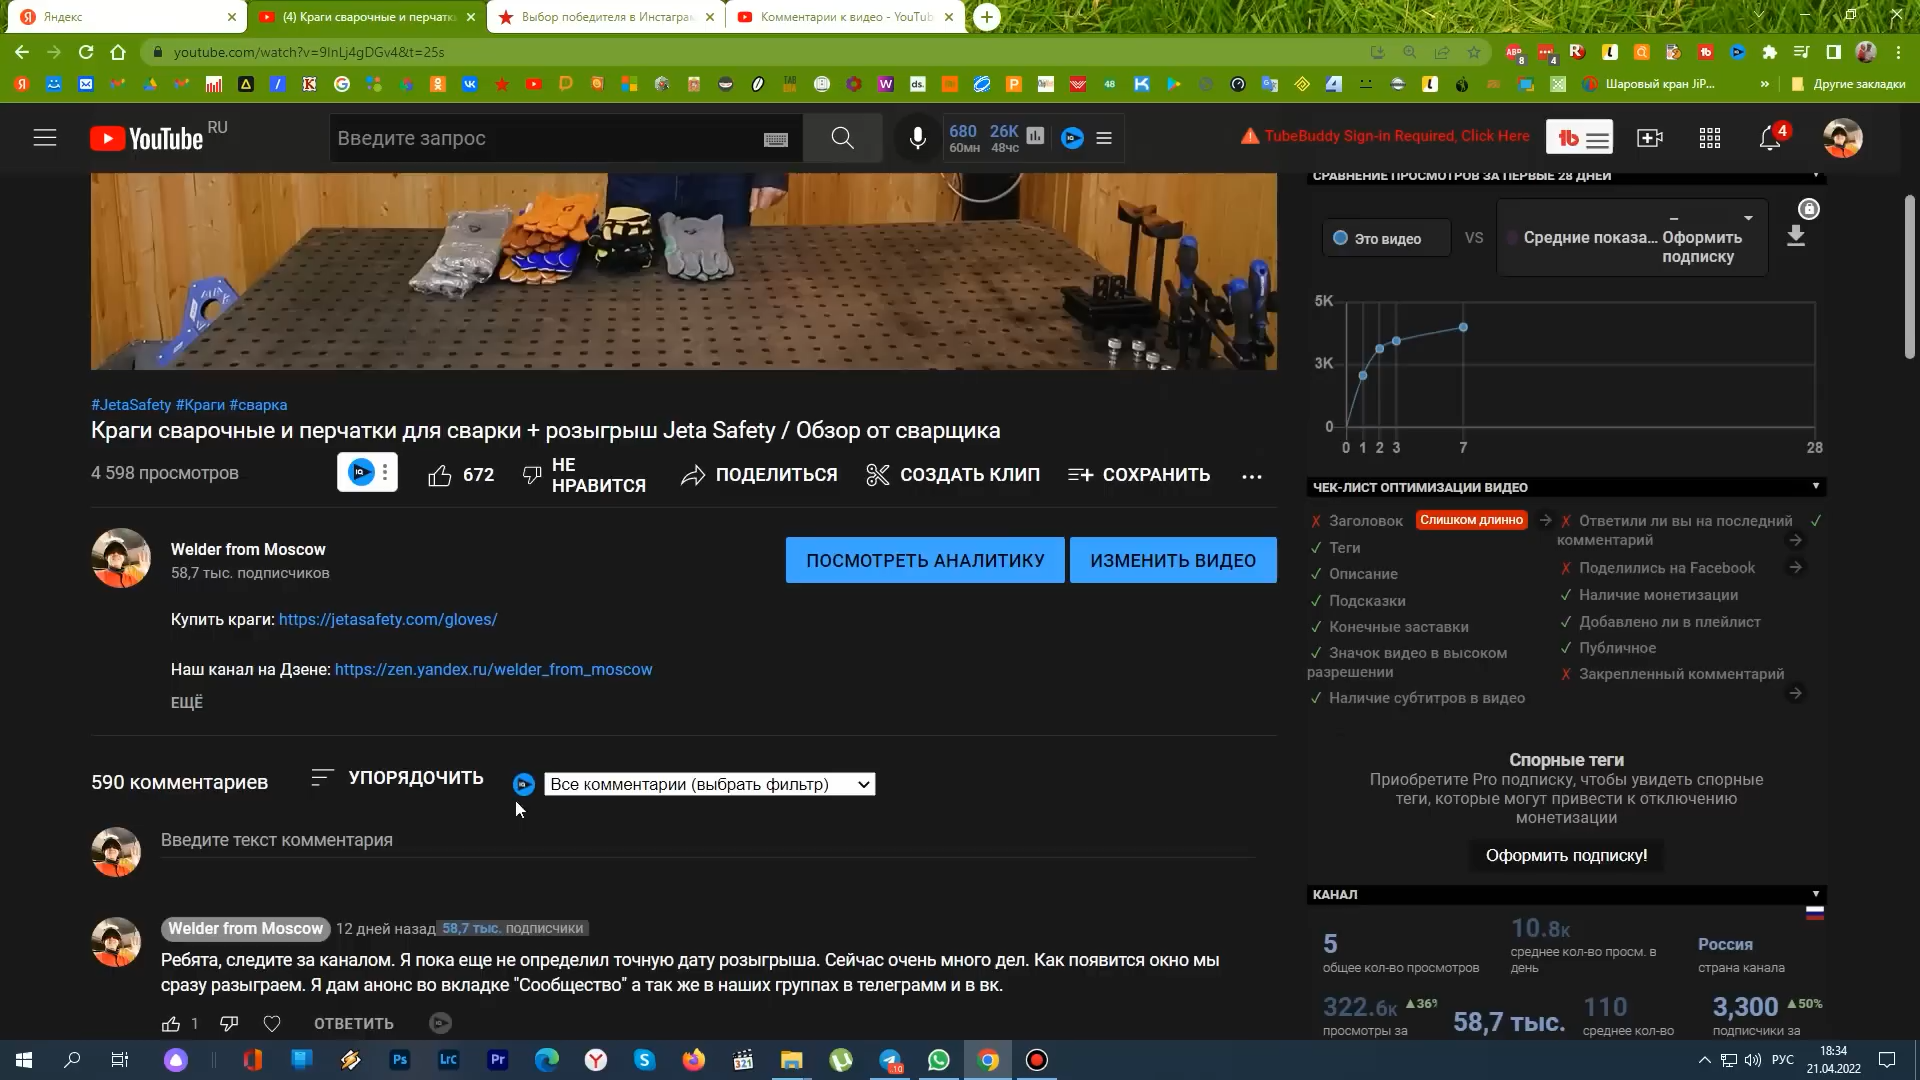 Яндекс
(4) Краги сварочные и перчатк
Выбор победителя в Инстаграм
Комментарии к видео - YouTub
youtube.com/watch?v=9InLj4gDGv4&t=25s
Шаровый кран JiP...
»
Другие закладки
YouTube RU
Введите запрос
680 26K
60мн 48чс
TubeBuddy Sign-in Required, Click Here
4
СРАВНЕНИЕ ПРОСМОТРОВ ЗА ПЕРВЫЕ 28 ДНЕЙ
Это видео
VS
Средние показа...
–
Оформить
подписку
5K
3K
0
0 1 2 3 7 28
#JetaSafety #Краги #сварка
Краги сварочные и перчатки для сварки + розыгрыш Jeta Safety / Обзор от сварщика
4 598 просмотров
672
НЕ
НРАВИТСЯ
ПОДЕЛИТЬСЯ
СОЗДАТЬ КЛИП
СОХРАНИТЬ
...
Welder from Moscow
58,7 тыс. подписчиков
ПОСМОТРЕТЬ АНАЛИТИКУ
ИЗМЕНИТЬ ВИДЕО
Купить краги: https://jetasafety.com/gloves/
Наш канал на Дзене: https://zen.yandex.ru/welder_from_moscow
ЕЩЁ
590 комментариев
УПОРЯДОЧИТЬ
Все комментарии (выбрать фильтр)
Введите текст комментария
Welder from Moscow 12 дней назад 58,7 тыс. подписчики
Ребята, следите за каналом. Я пока еще не определил точную дату розыгрыша. Сейчас очень много дел. Как появится окно мы
сразу разыграем. Я дам анонс во вкладке "Сообщество" а так же в наших группах в телеграмм и в вк.
1
ОТВЕТИТЬ
ЧЕК-ЛИСТ ОПТИМИЗАЦИИ ВИДЕО
✗ Заголовок Слишком длинно
✓ Теги
✓ Описание
✓ Подсказки
✓ Конечные заставки
✓ Значок видео в высоком
разрешении
✓ Наличие субтитров в видео
✗ Ответили ли вы на последний ✓
комментарий
✗ Поделились на Facebook
✓ Наличие монетизации
✓ Добавлено ли в плейлист
✓ Публичное
✗ Закрепленный комментарий
Спорные теги
Приобретите Pro подписку, чтобы увидеть спорные
теги, которые могут привести к отключению
монетизации
Оформить подписку!
КАНАЛ
5
общее кол-во просмотров
10.8к
среднее кол-во просм. в
день
Россия
страна канала
322.6к ▲36%
просмотры за
58,7 тыс.
110
среднее кол-во
3,300 ▲50%
подписчики за
Ps
LrC
Pr
321
РУС
18:34
21.04.2022